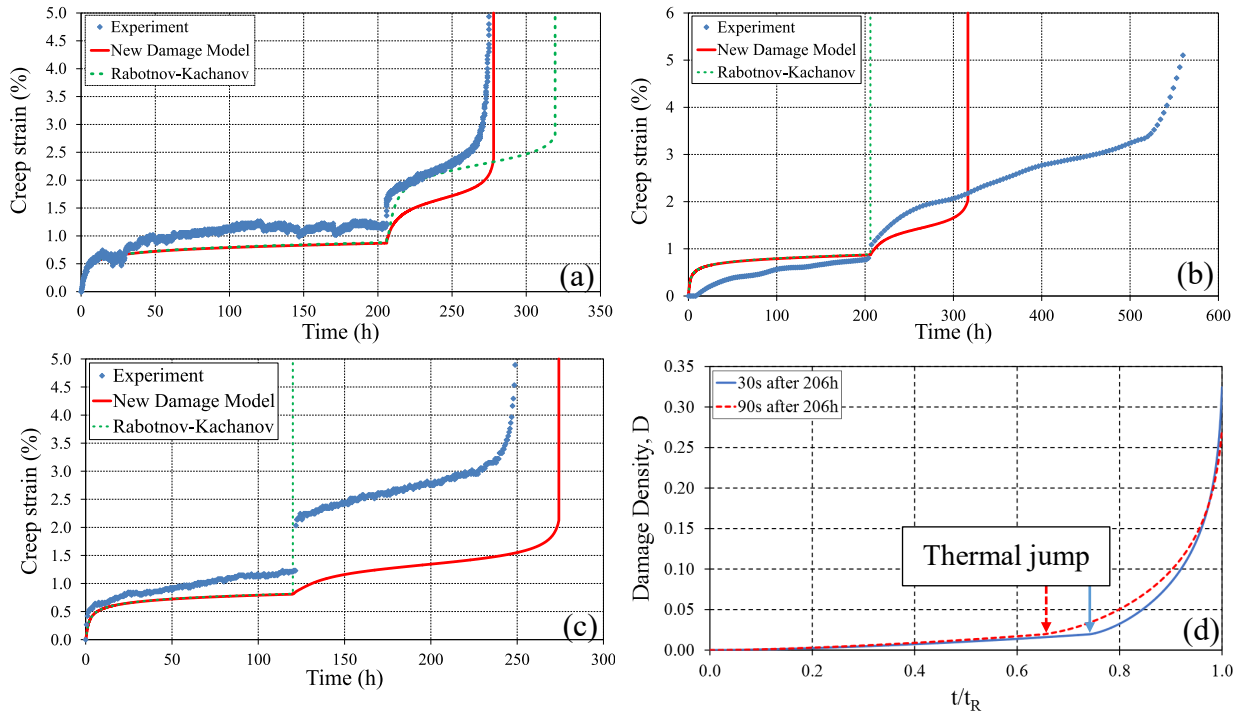 Experiment
New Damage Model
Rabotnov-Kachanov
Creep strain (%)
5.0
4.5
4.0
3.5
3.0
2.5
2.0
1.5
1.0
0.5
0.0
0 50 100 150 200 250 300 350
Time (h)
(a)
Experiment
New Damage Model
Rabotnov-Kachanov
Creep strain (%)
6
5
4
3
2
1
0
0 100 200 300 400 500 600
Time (h)
(b)
Experiment
New Damage Model
Rabotnov-Kachanov
Creep strain (%)
5.0
4.5
4.0
3.5
3.0
2.5
2.0
1.5
1.0
0.5
0.0
0 50 100 150 200 250 300
Time (h)
(c)
30s after 206h
90s after 206h
Damage Density, D
0.35
0.30
0.25
0.20
0.15
0.10
0.05
0.00
Thermal jump
0.0 0.2 0.4 0.6 0.8 1.0
t/tR
(d)